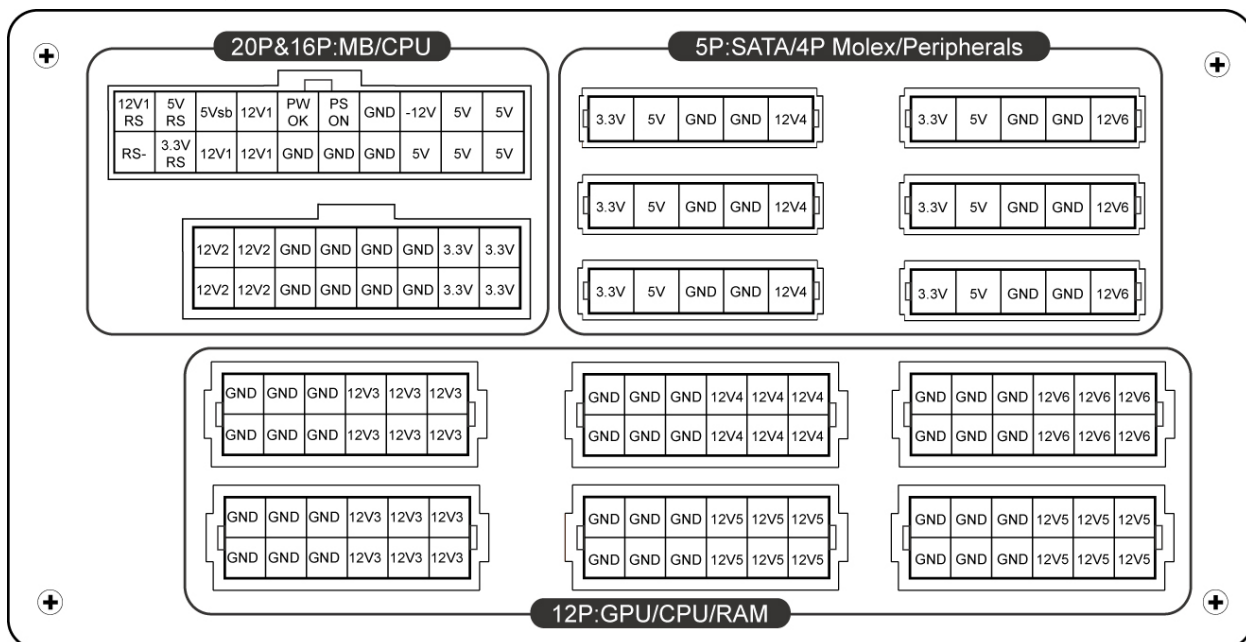 20P&16P:MB/CPU
12V1 RS 5V RS 5Vsb 12V1 PW OK PS ON GND -12V 5V 5V
RS- 3.3V RS 12V1 12V1 GND GND GND 5V 5V 5V
12V2 12V2 GND GND GND GND 3.3V 3.3V
12V2 12V2 GND GND GND GND 3.3V 3.3V
5P:SATA/4P Molex/Peripherals
3.3V 5V GND GND 12V4
3.3V 5V GND GND 12V6
3.3V 5V GND GND 12V4
3.3V 5V GND GND 12V6
3.3V 5V GND GND 12V4
3.3V 5V GND GND 12V6
GND GND GND 12V3 12V3 12V3
GND GND GND 12V3 12V3 12V3
GND GND GND 12V4 12V4 12V4
GND GND GND 12V4 12V4 12V4
GND GND GND 12V6 12V6 12V6
GND GND GND 12V6 12V6 12V6
GND GND GND 12V3 12V3 12V3
GND GND GND 12V3 12V3 12V3
GND GND GND 12V5 12V5 12V5
GND GND GND 12V5 12V5 12V5
GND GND GND 12V5 12V5 12V5
GND GND GND 12V5 12V5 12V5
12P:GPU/CPU/RAM